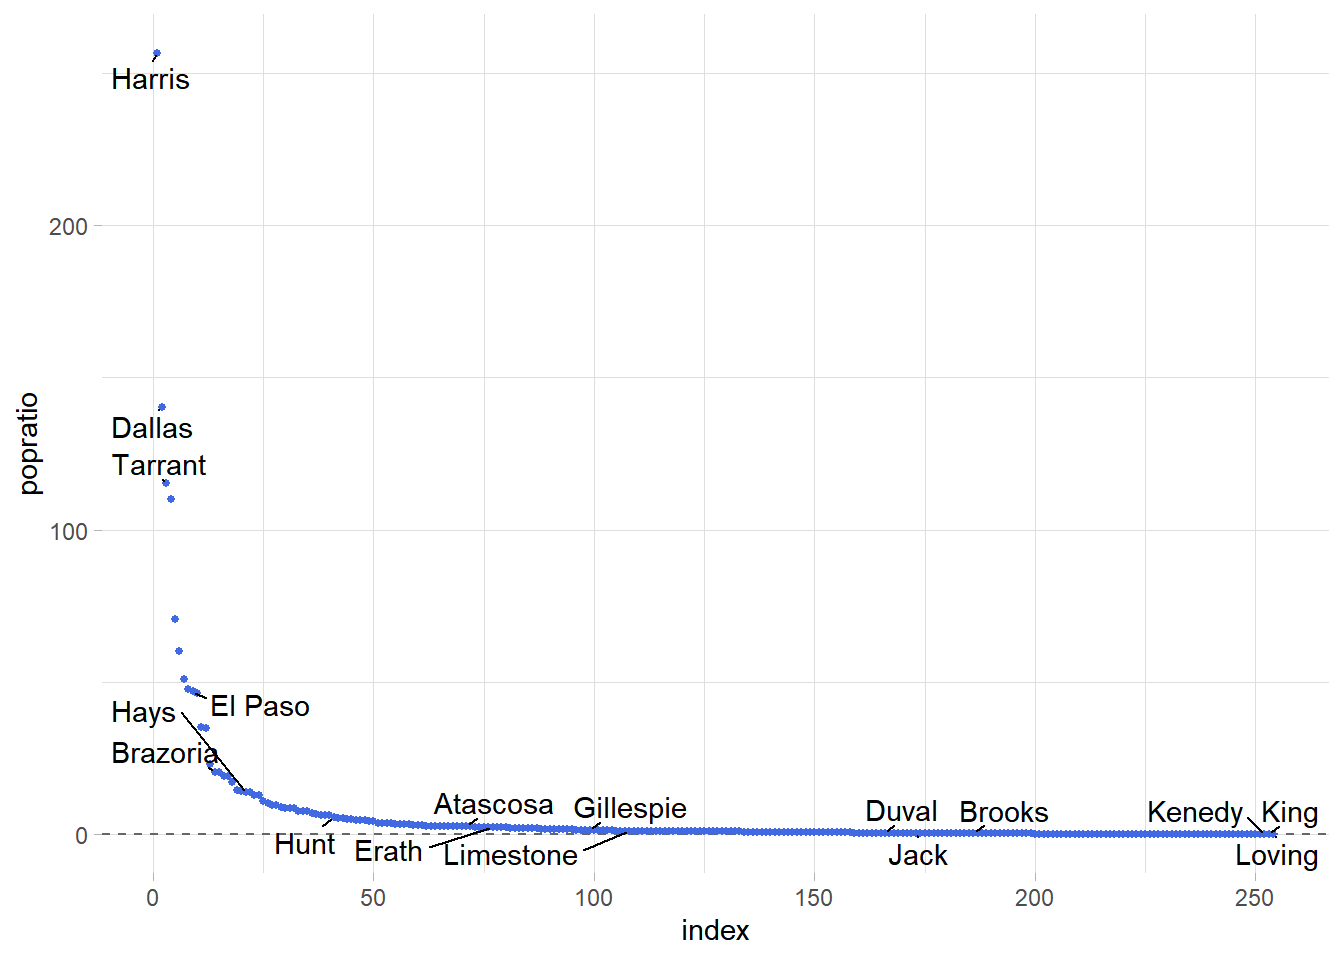 Harris
200
Dallas
Tarrant
popratio
100
El Paso
Hays
Brazoria
Atascosa
Gillespie
Duval
Brooks
Kenedy
King
0
Hunt
Erath
Limestone
Jack
Loving
0
50
100
150
200
250
index